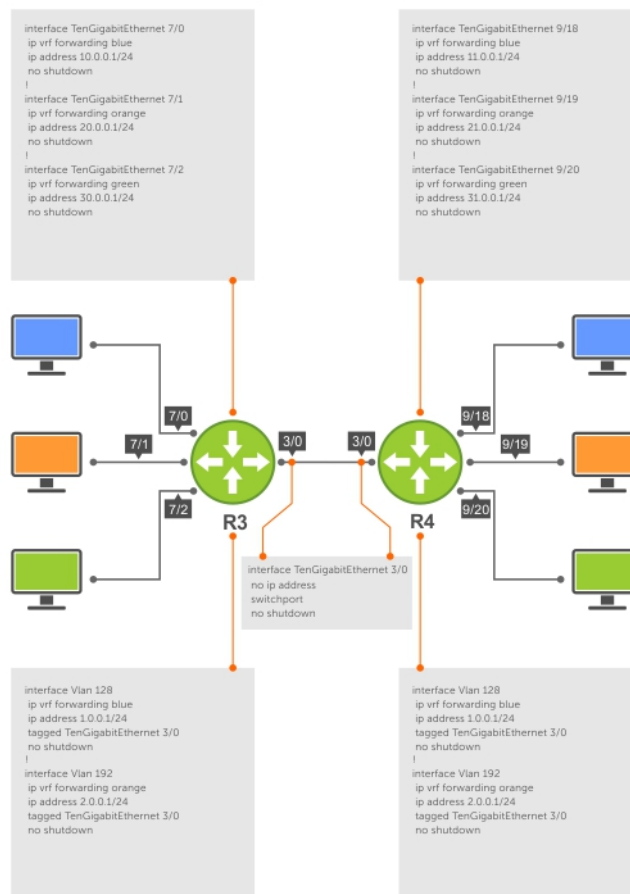 interface TenGigabitEthernet 7/0
ip vrf forwarding blue
ip address 10.0.0.1/24
no shutdown
!
interface TenGigabitEthernet 7/1
ip vrf forwarding orange
ip address 20.0.0.1/24
no shutdown
!
interface TenGigabitEthernet 7/2
ip vrf forwarding green
ip address 30.0.0.1/24
no shutdown
interface TenGigabitEthernet 9/18
ip vrf forwarding blue
ip address 11.0.0.1/24
no shutdown
!
interface TenGigabitEthernet 9/19
ip vrf forwarding orange
ip address 21.0.0.1/24
no shutdown
!
interface TenGigabitEthernet 9/20
ip vrf forwarding green
ip address 31.0.0.1/24
no shutdown
7/0
7/1
7/2
3/0
3/0
9/18
9/19
9/20
R3
R4
interface TenGigabitEthernet 3/0
no ip address
switchport
no shutdown
interface Vlan 128
ip vrf forwarding blue
ip address 1.0.0.1/24
tagged TenGigabitEthernet 3/0
no shutdown
!
interface Vlan 192
ip vrf forwarding orange
ip address 2.0.0.1/24
tagged TenGigabitEthernet 3/0
no shutdown
interface Vlan 128
ip vrf forwarding blue
ip address 1.0.0.1/24
tagged TenGigabitEthernet 3/0
no shutdown
!
interface Vlan 192
ip vrf forwarding orange
ip address 2.0.0.1/24
tagged TenGigabitEthernet 3/0
no shutdown